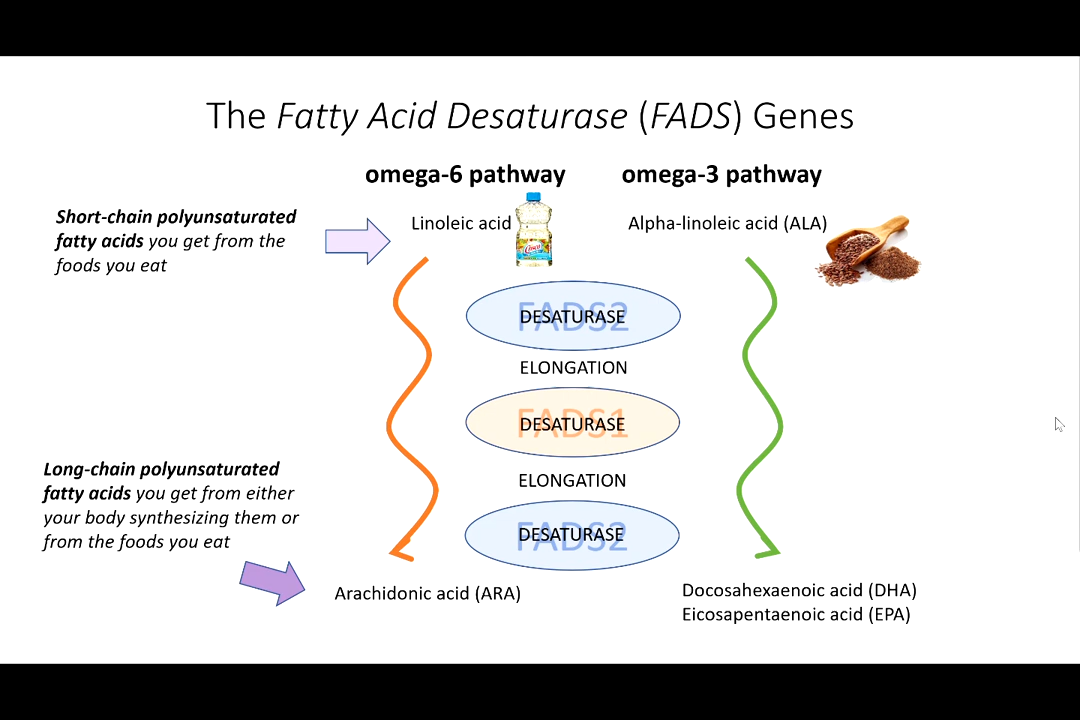 The Fatty Acid Desaturase (FADS) Genes
omega-6 pathway
omega-3 pathway
Short-chain polyunsaturated
fatty acids you get from the
foods you eat
Linoleic acid
Crisco
Alpha-linoleic acid (ALA)
FADS2
DESATURASE
ELONGATION
FADS1
DESATURASE
ELONGATION
FADS2
DESATURASE
Long-chain polyunsaturated
fatty acids you get from either
your body synthesizing them or
from the foods you eat
Arachidonic acid (ARA)
Docosahexaenoic acid (DHA)
Eicosapentaenoic acid (EPA)